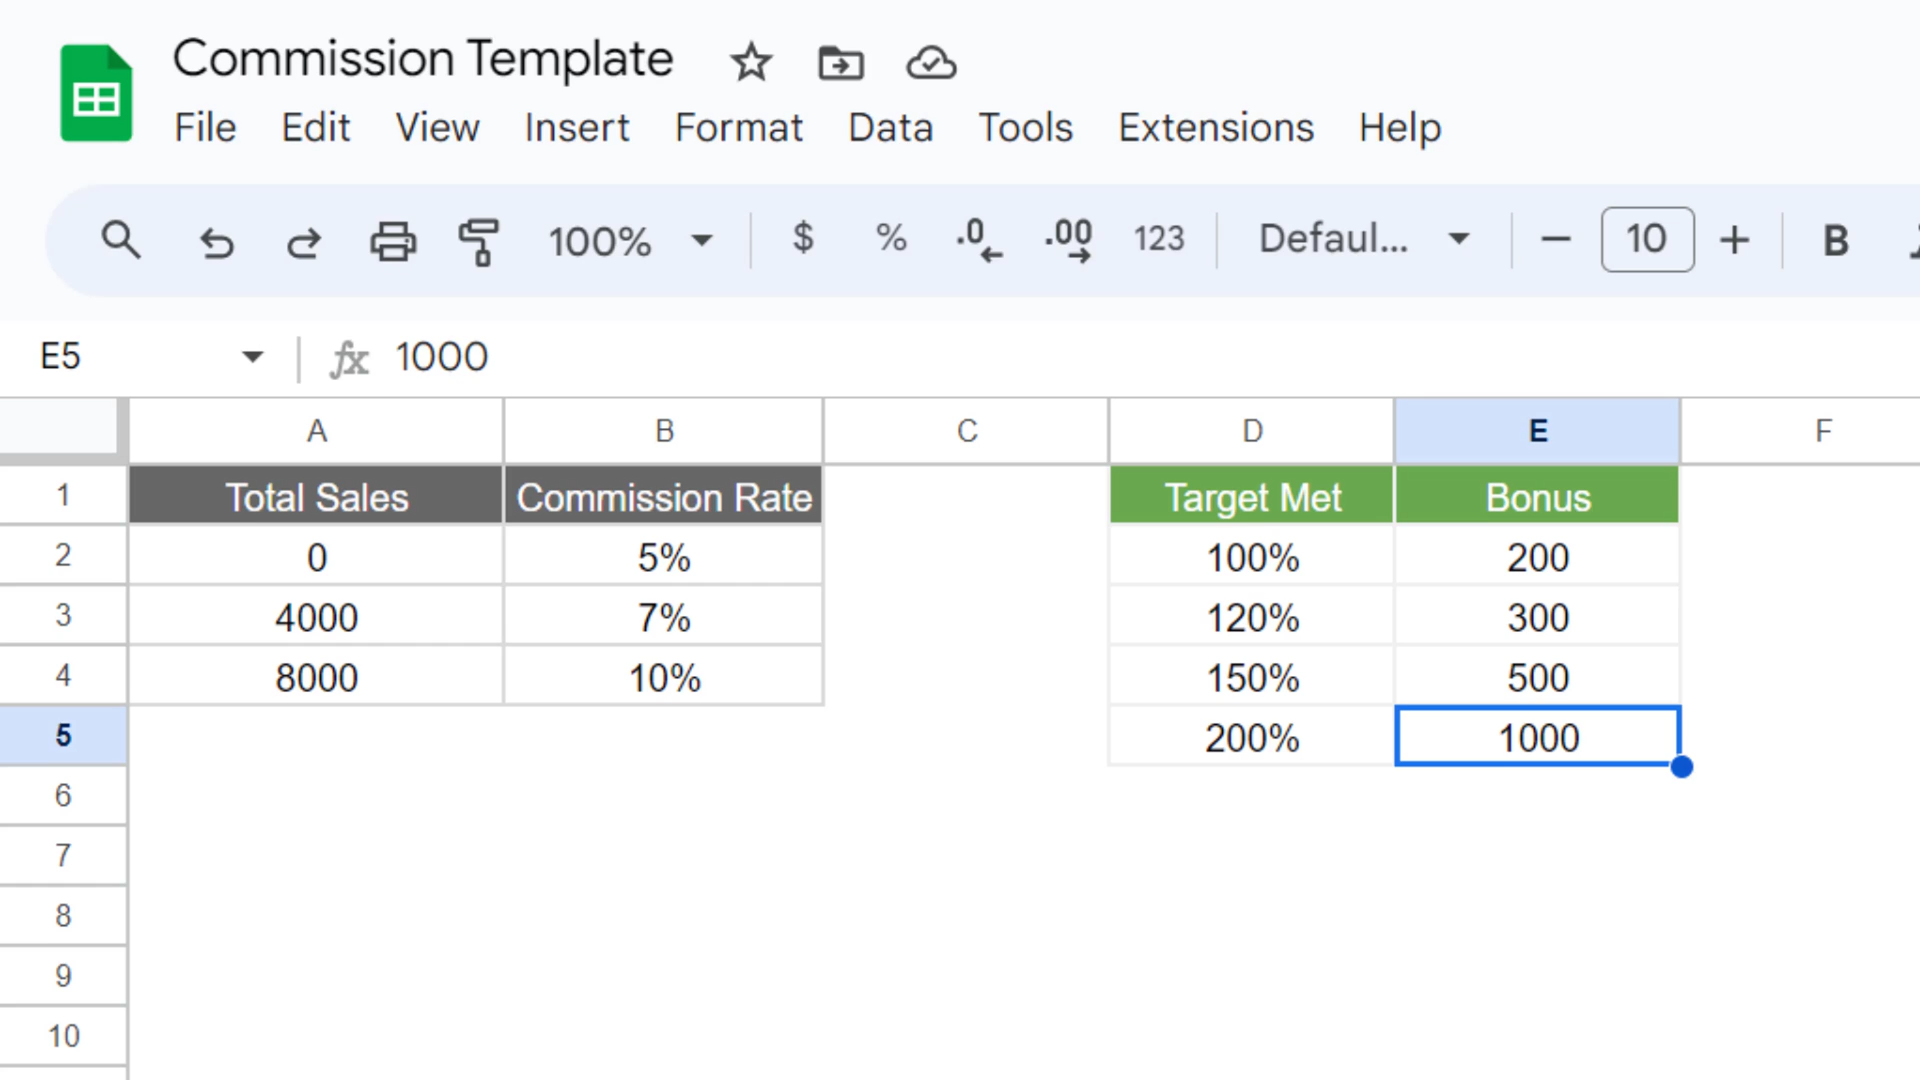 Commission Template
File Edit View Insert Format Data Tools Extensions Help
100% $ % .0 .00 123 Defaul... 10 B
E5 fx 1000
A B C D E F
1 Total Sales Commission Rate Target Met Bonus
2 0 5% 100% 200
3 4000 7% 120% 300
4 8000 10% 150% 500
5 200% 1000
6
7
8
9
10